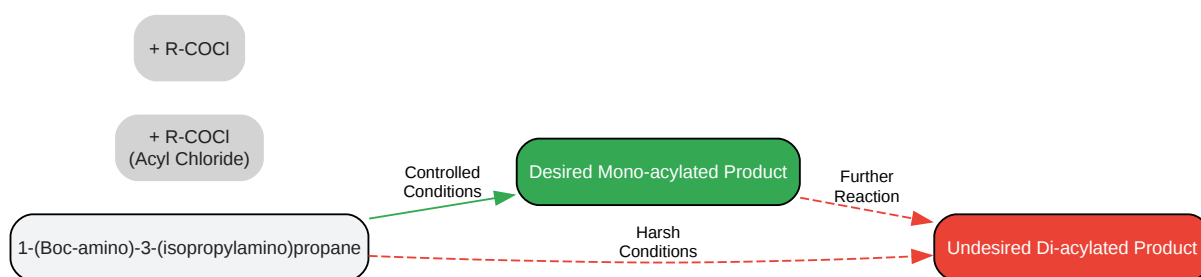 + R-COCl
+ R-COCl
(Acyl Chloride)
Controlled
Conditions
Desired Mono-acylated Product
Further
Reaction
1-(Boc-amino)-3-(isopropylamino)propane
Harsh
Conditions
Undesired Di-acylated Product